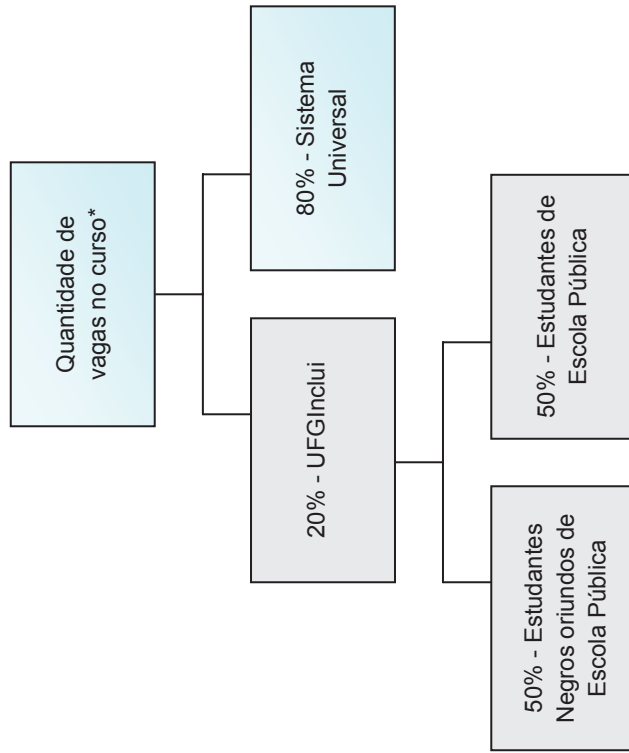 Quantidade de
vagas no curso*
20% - UFGInclui
80% - Sistema
Universal
50% - Estudantes
Negros oriundos de
Escola Pública
50% - Estudantes de
Escola Pública